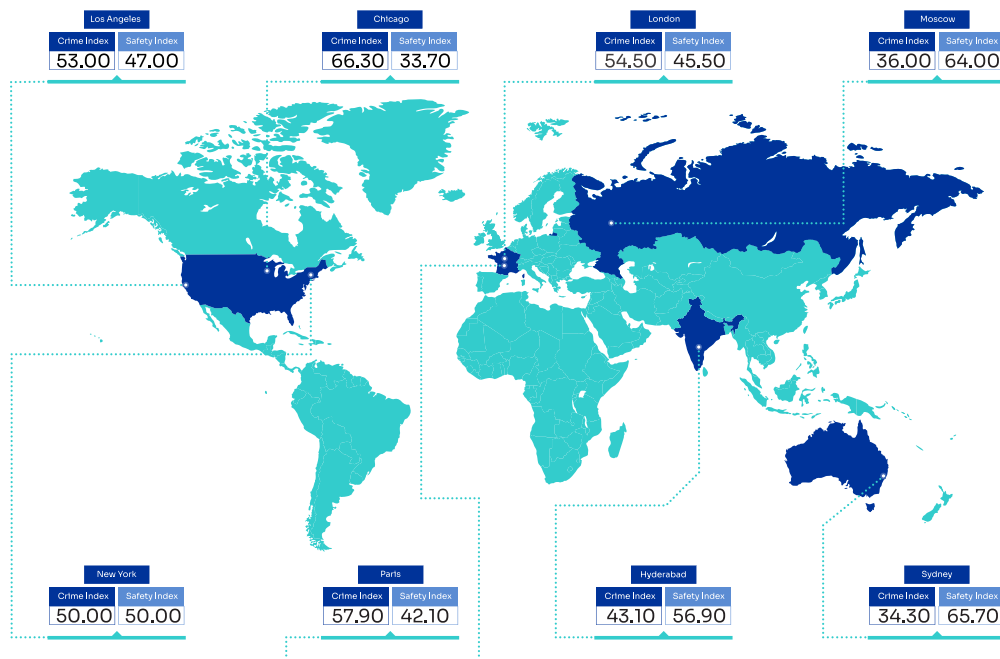 Los Angeles
Crime Index Safety Index
53.00 47.00
Chicago
Crime Index Safety Index
66.30 33.70
London
Crime Index Safety Index
54.50 45.50
Moscow
Crime Index Safety Index
36.00 64.00
New York
Crime Index Safety Index
50.00 50.00
Paris
Crime Index Safety Index
57.90 42.10
Hyderabad
Crime Index Safety Index
43.10 56.90
Sydney
Crime Index Safety Index
34.30 65.70